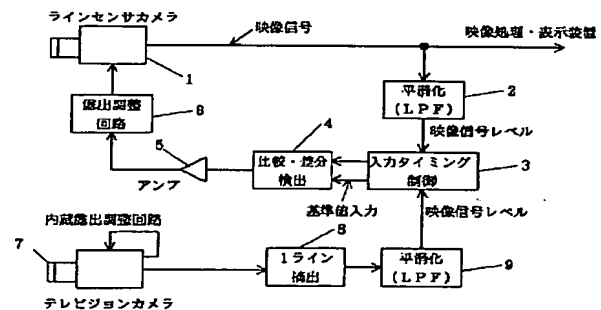 ラインセンサカメラ
映像信号
映像処理・表示装置
1
露出調整
回路
6
平滑化
(LPF)
2
映像信号レベル
4
5
比較・差分
検出
入力タイミング
制御
3
アンプ
基準値入力
映像信号レベル
内蔵露出調整回路
7
8
1ライン
抽出
平滑化
(LPF)
9
テレビジョンカメラ